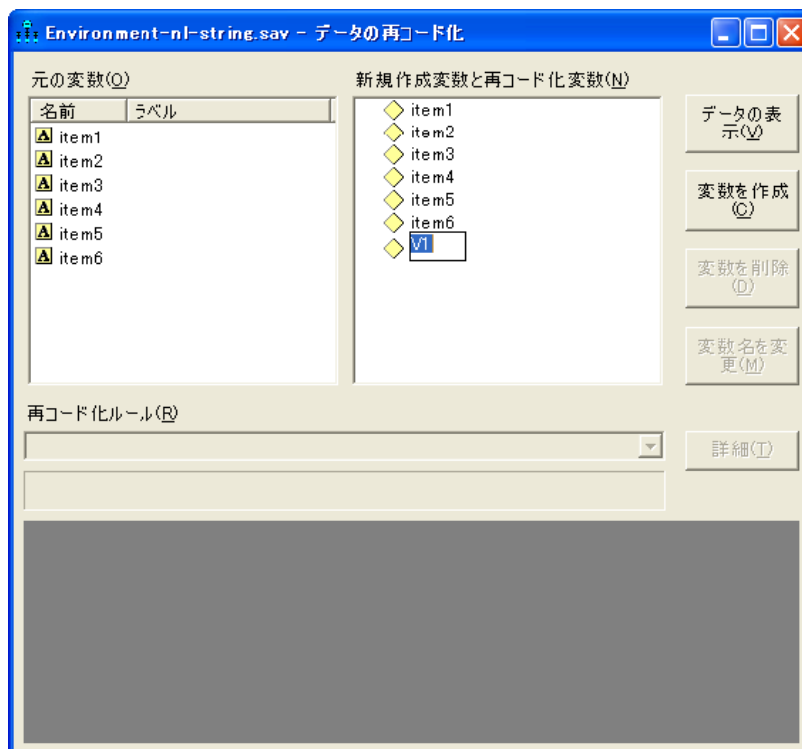 Environment-nl-string.sav - データの再コード化
元の変数(O)
名前 ラベル
item1
item2
item3
item4
item5
item6
新規作成変数と再コード化変数(N)
item1
item2
item3
item4
item5
item6
V1
データの表
示(V)
変数を作成
(C)
変数を削除
(D)
変数名を変
更(M)
再コード化ルール(R)
詳細(T)